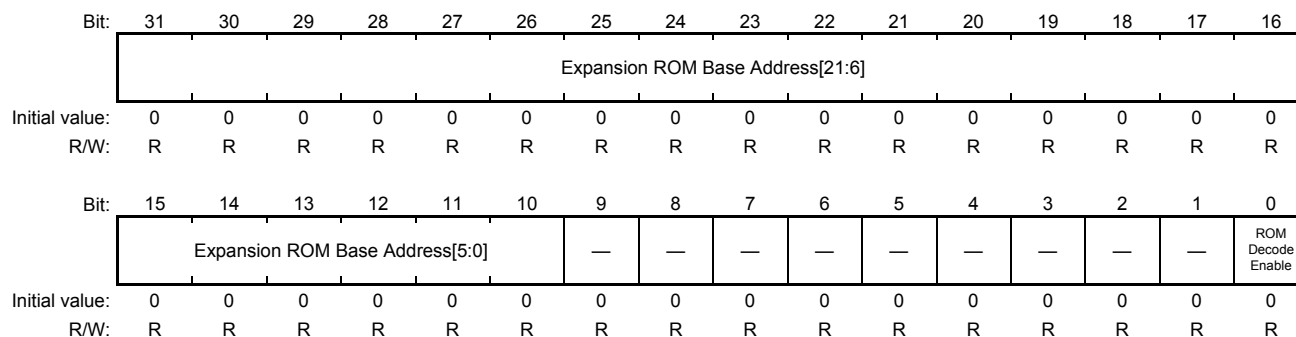 Bit: 31 30 29 28 27 26 25 24 23 22 21 20 19 18 17 16
Expansion ROM Base Address[21:6]
Initial value: 0 0 0 0 0 0 0 0 0 0 0 0 0 0 0 0
R/W: R R R R R R R R R R R R R R R R
Bit: 15 14 13 12 11 10 9 8 7 6 5 4 3 2 1 0
Expansion ROM Base Address[5:0] — — — — — — — — — ROM
Decode
Enable
Initial value: 0 0 0 0 0 0 0 0 0 0 0 0 0 0 0 0
R/W: R R R R R R R R R R R R R R R R